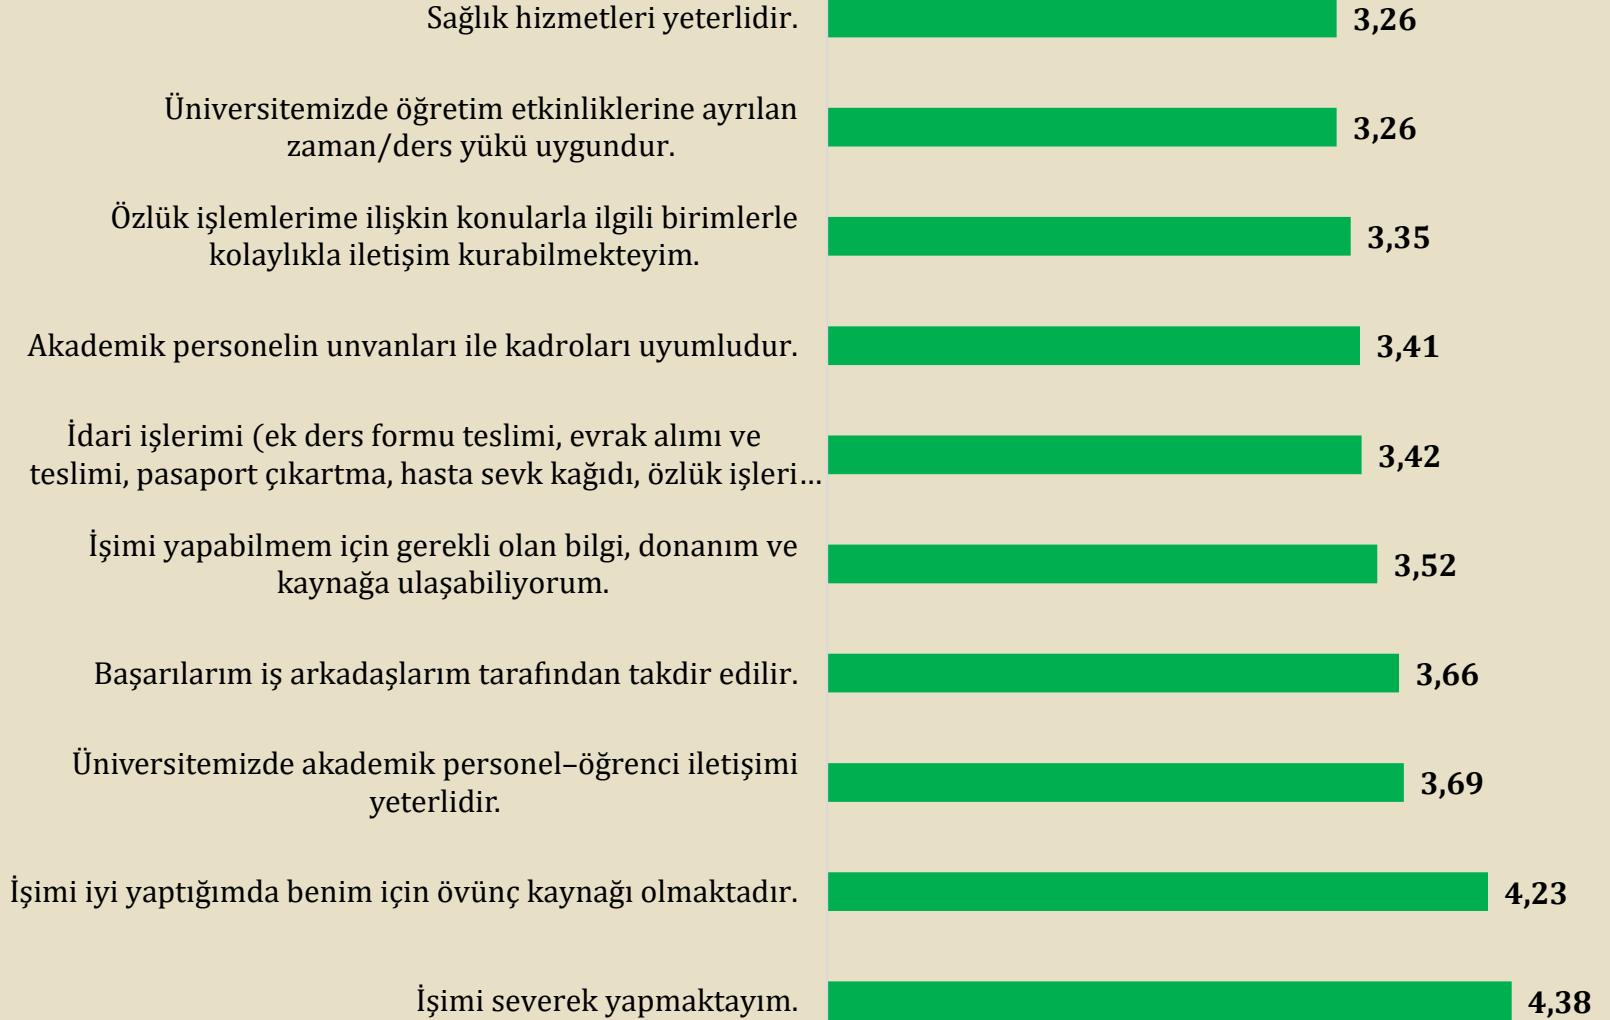 Sağlık hizmetleri yeterlidir.
3,26
Üniversitemizde öğretim etkinliklerine ayrılan
zaman/ders yükü uygundur.
3,26
Özlük işlemlerime ilişkin konularla ilgili birimlerle
kolaylıkla iletişim kurabilmekteyim.
3,35
Akademik personelin unvanları ile kadroları uyumludur.
3,41
İdari işlerimi (ek ders formu teslimi, evrak alımı ve
teslimi, pasaport çıkartma, hasta sevk kağıdı, özlük işleri…
3,42
İşimi yapabilmem için gerekli olan bilgi, donanım ve
kaynağa ulaşabiliyorum.
3,52
Başarılarım iş arkadaşlarım tarafından takdir edilir.
3,66
Üniversitemizde akademik personel–öğrenci iletişimi
yeterlidir.
3,69
İşimi iyi yaptığımda benim için övünç kaynağı olmaktadır.
4,23
İşimi severek yapmaktayım.
4,38